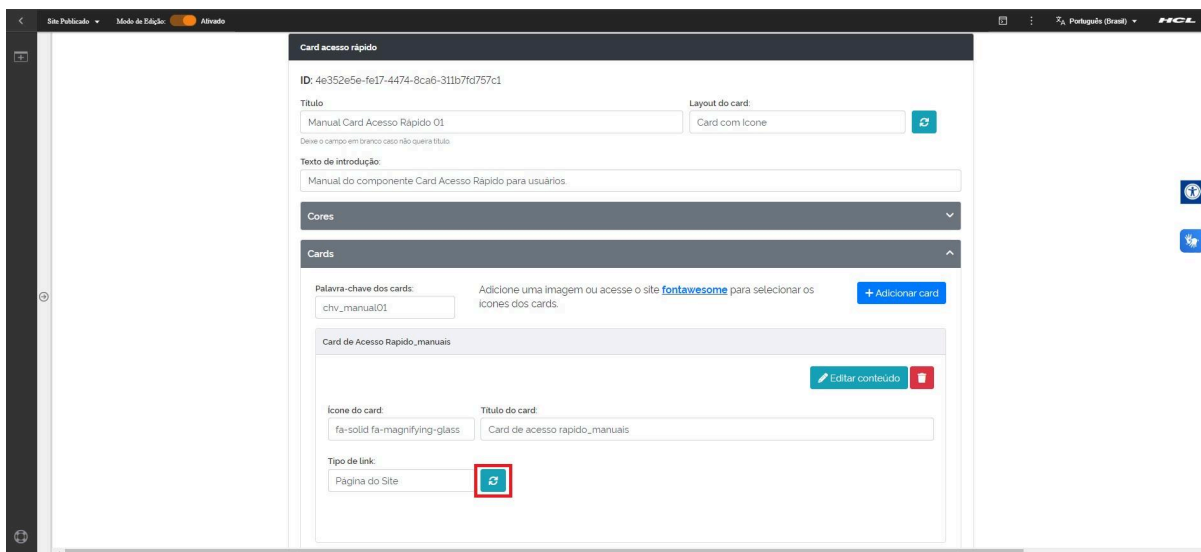 Site Publicado
Modo de Edição:
Ativado
Português (Brasil)
HCL
Card acesso rápido
ID: 4e352e5e-fe17-4474-8ca6-311b7fd757c1
Título
Layout do card:
Manual Card Acesso Rápido 01
Card com Icone
Deixe o campo em branco caso não queira título.
Texto de introdução:
Manual do componente Card Acesso Rápido para usuários.
Cores
Cards
Palavra-chave dos cards:
Adicione uma imagem ou acesse o site fontawesome para selecionar os
ícones dos cards.
+ Adicionar card
chv_manual01
Card de Acesso Rapido_manuais
Editar conteúdo
Ícone do card:
Título do card:
fa-solid fa-magnifying-glass
Card de acesso rapido_manuais
Tipo de link:
Página do Site